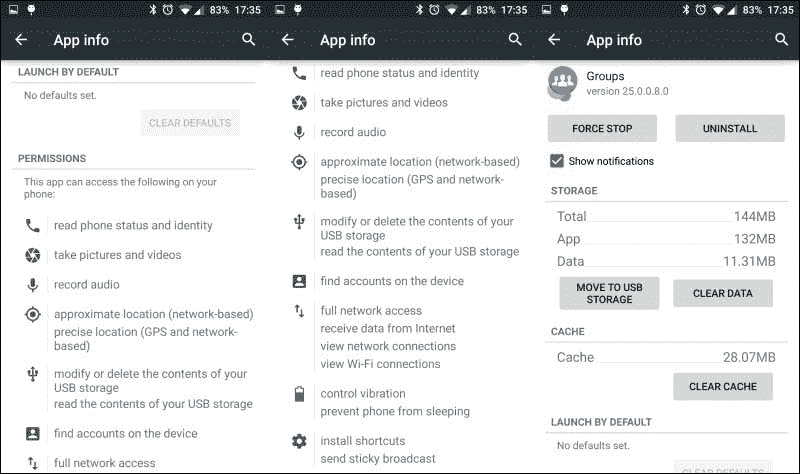 83% 17:35
App info
LAUNCH BY DEFAULT
No defaults set.
CLEAR DEFAULTS
PERMISSIONS
This app can access the following on your
phone:
read phone status and identity
take pictures and videos
record audio
approximate location (network-based)
precise location (GPS and network-
based)
modify or delete the contents of your
USB storage
read the contents of your USB storage
find accounts on the device
full network access
83% 17:35
App info
read phone status and identity
take pictures and videos
record audio
approximate location (network-based)
precise location (GPS and network-
based)
modify or delete the contents of your
USB storage
read the contents of your USB storage
find accounts on the device
full network access
receive data from Internet
view network connections
view Wi-Fi connections
control vibration
prevent phone from sleeping
install shortcuts
send sticky broadcast
83% 17:35
App info
Groups
version 25.0.0.8.0
FORCE STOP UNINSTALL
Show notifications
STORAGE
Total 144MB
App 132MB
Data 11.31MB
MOVE TO USB
STORAGE
CLEAR DATA
CACHE
Cache 28.07MB
CLEAR CACHE
LAUNCH BY DEFAULT
No defaults set.
CLEAR DEFAULTS